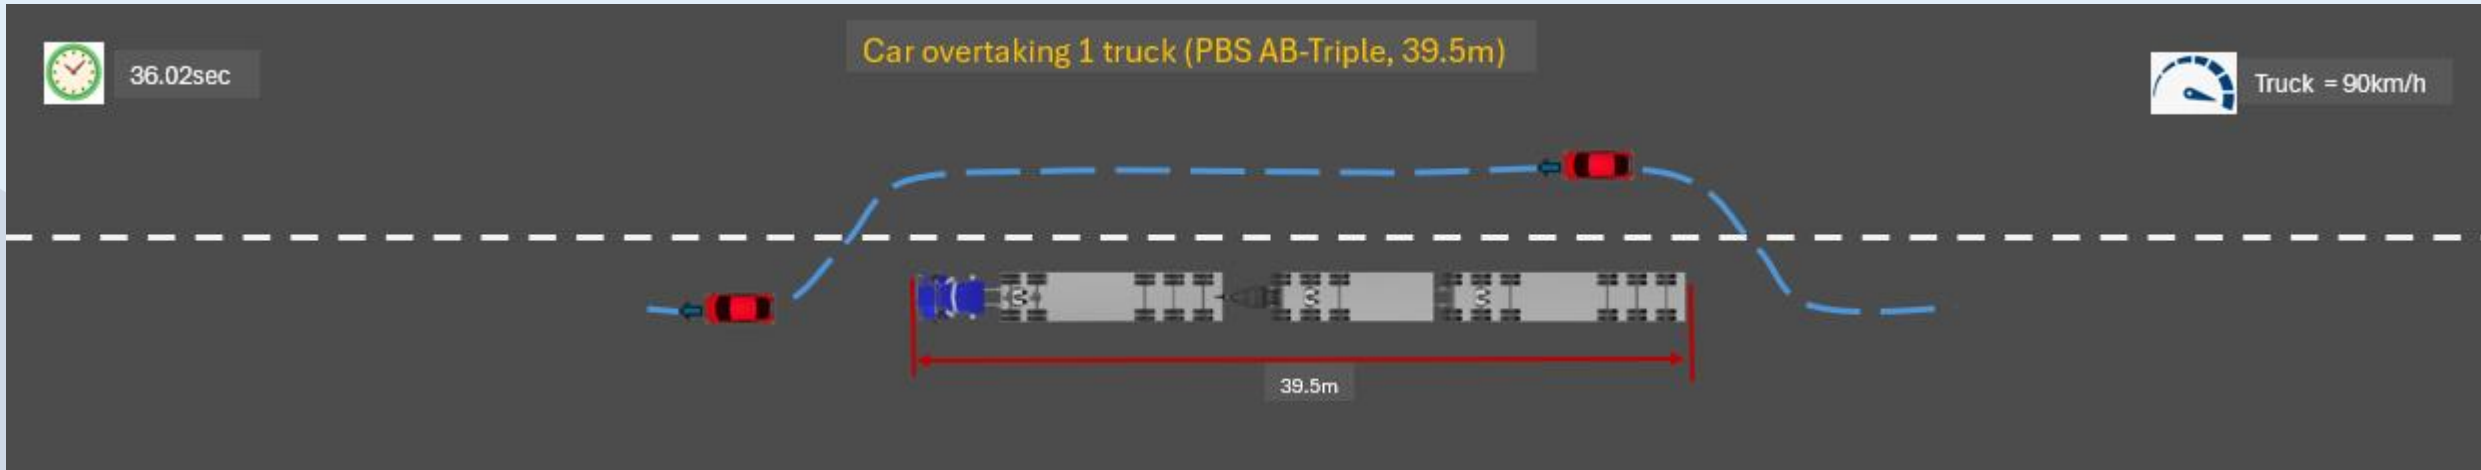 Car overtaking 1 truck (PBS AB-Triple, 39.5m)
36.02sec
Truck = 90km/h
39.5m